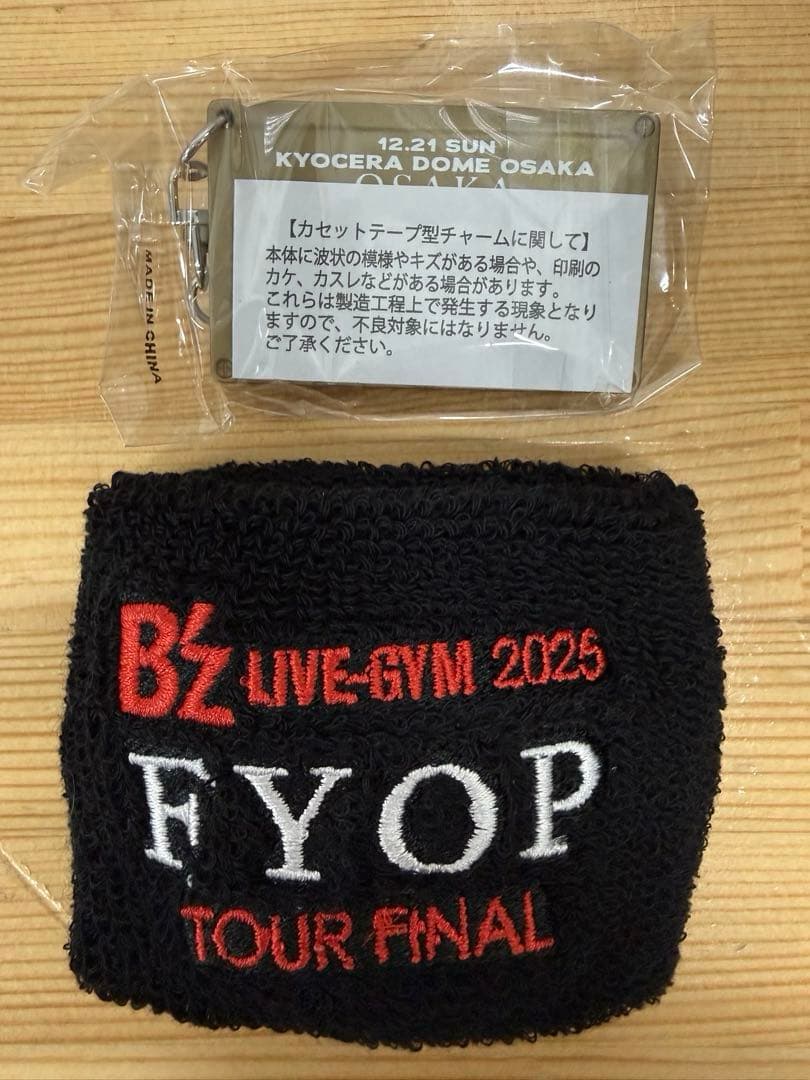 12.21 SUN
KYOCERA DOME OSAKA
OSAKA
【カセットテープ型チャームに関して】
本体に波状の模様やキズがある場合や、印刷の
カケ、カスレなどがある場合があります。
これらは製造工程上で発生する現象となり
ますので、不良対象にはなりません。
ご了承ください。
MADE IN CHINA
B'z LIVE-GYM 2025
FYOP
TOUR FINAL